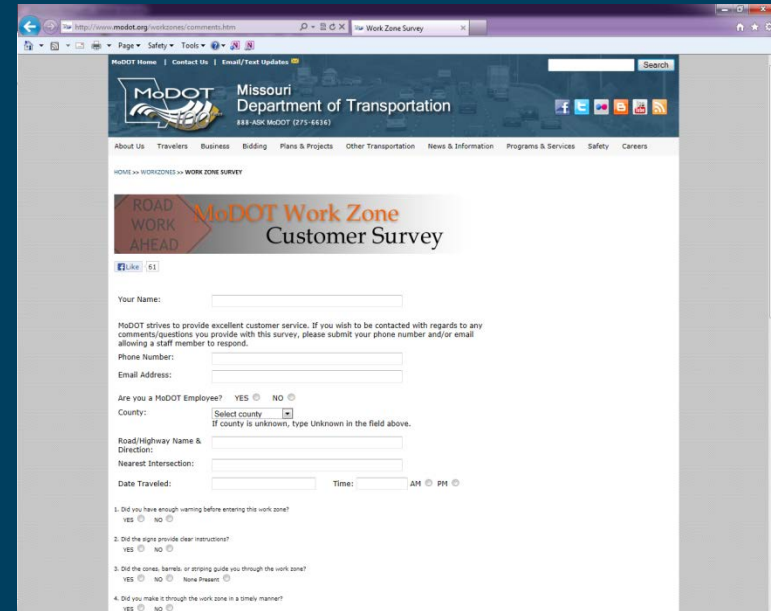 http://www.modot.org/workzones/comments.htm
Work Zone Survey
Page Safety Tools
MoDOT Home | Contact Us | Email/Text Updates
Search
MoDOT
Missouri
Department of Transportation
888-ASK MoDOT (275-6636)
About Us Travelers Business Bidding Plans & Projects Other Transportation News & Information Programs & Services Safety Careers
HOME >> WORKZONES >> WORK ZONE SURVEY
ROAD
WORK
AHEAD
MoDOT Work Zone
Customer Survey
Like 61
Your Name:
MoDOT strives to provide excellent customer service. If you wish to be contacted with regards to any
comments/questions you provide with this survey, please submit your phone number and/or email
allowing a staff member to respond.
Phone Number:
Email Address:
Are you a MoDOT Employee? YES NO
County: Select county
If county is unknown, type Unknown in the field above.
Road/Highway Name &
Direction:
Nearest Intersection:
Date Traveled: Time: AM PM
1. Did you have enough warning before entering this work zone?
YES NO
2. Did the signs provide clear instructions?
YES NO
3. Did the cones, barrels, or striping guide you through the work zone?
YES NO None Present
4. Did you make it through the work zone in a timely manner?
YES NO